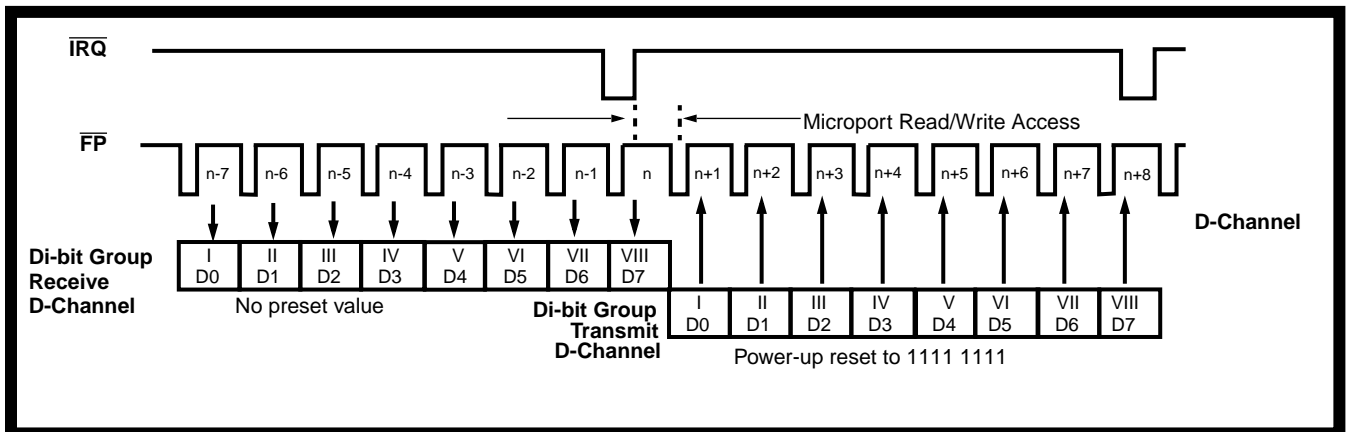 IRQ
Microport Read/Write Access
FP
n-7 n-6 n-5 n-4 n-3 n-2 n-1 n n+1 n+2 n+3 n+4 n+5 n+6 n+7 n+8
D-Channel
Di-bit Group
Receive
D-Channel
I II III IV V VI VII VIII
D0 D1 D2 D3 D4 D5 D6 D7
No preset value
Di-bit Group
Transmit
D-Channel
I II III IV V VI VII VIII
D0 D1 D2 D3 D4 D5 D6 D7
Power-up reset to 1111 1111